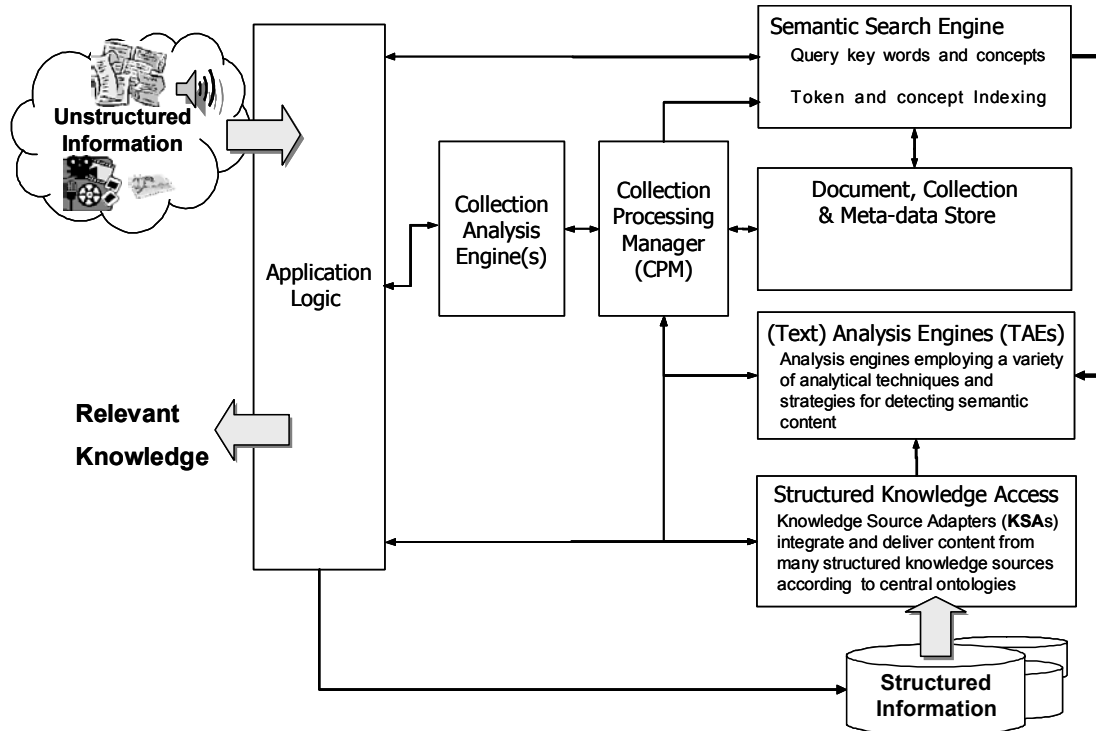 Unstructured
Information
Application
Logic
Relevant
Knowledge
Collection
Analysis
Engine(s)
Collection
Processing
Manager
(CPM)
Semantic Search Engine
Query key words and concepts
Token and concept Indexing
Document, Collection
& Meta-data Store
(Text) Analysis Engines (TAEs)
Analysis engines employing a variety
of analytical techniques and
strategies for detecting semantic
content
Structured Knowledge Access
Knowledge Source Adapters (KSAs)
integrate and deliver content from
many structured knowledge sources
according to central ontologies
Structured
Information